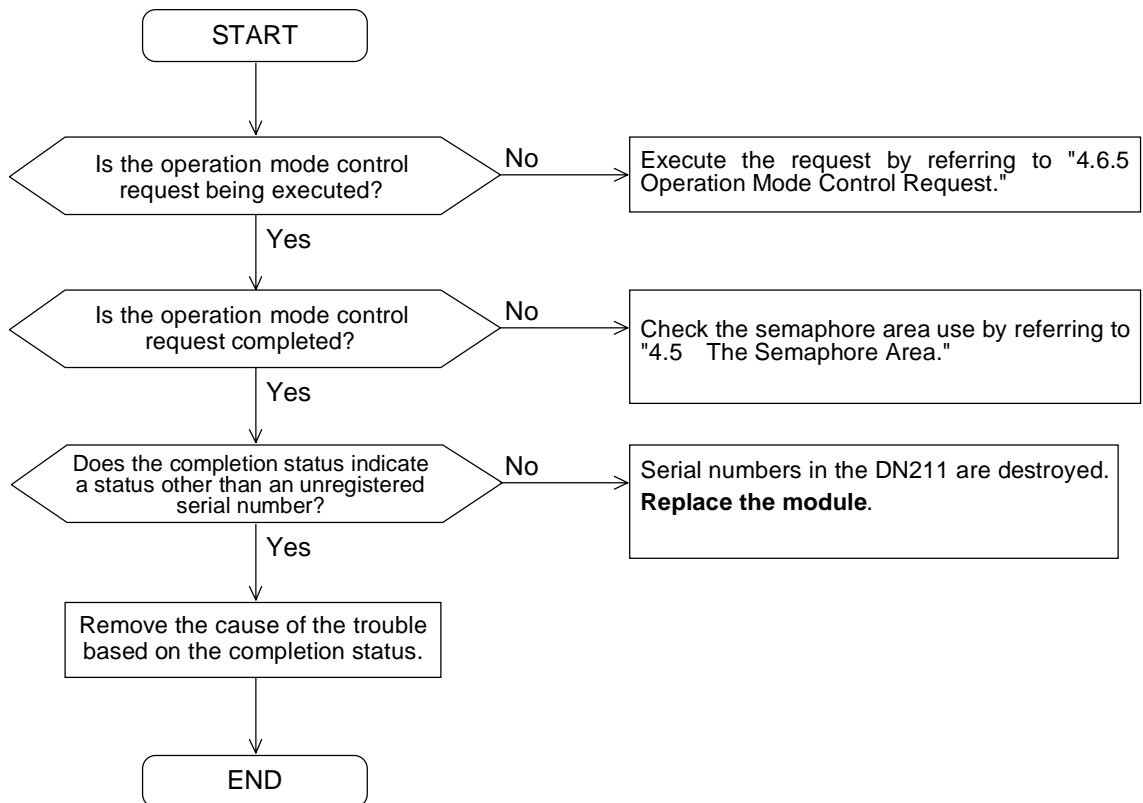 START
Is the operation mode control
request being executed?
No
Execute the request by referring to "4.6.5
Operation Mode Control Request."
Yes
Is the operation mode control
request completed?
No
Check the semaphore area use by referring to
"4.5 The Semaphore Area."
Yes
Does the completion status indicate
a status other than an unregistered
serial number?
No
Serial numbers in the DN211 are destroyed.
Replace the module.
Yes
Remove the cause of the trouble
based on the completion status.
END